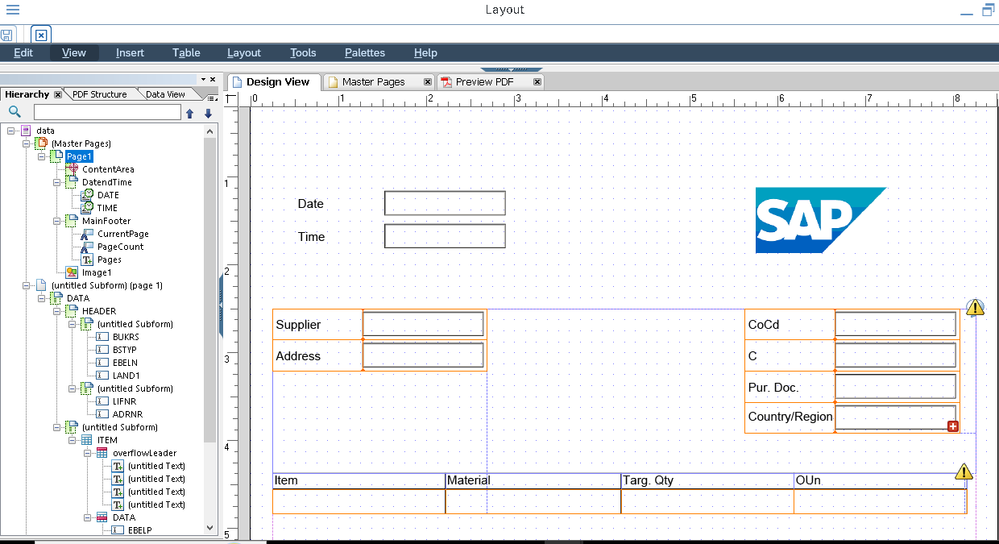 Layout
Edit View Insert Table Layout Tools Palettes Help
Design View Master Pages Preview PDF
Hierarchy PDF Structure Data View
0 1 2 3 4 5 6 7 8
data
(Master Pages)
Page1
ContentArea
DatendTime
DATE
TIME
MainFooter
CurrentPage
PageCount
Pages
Image1
(untitled Subform) (page 1)
DATA
HEADER
(untitled Subform)
BUKRS
BSTYP
EBELN
LAND1
(untitled Subform)
LIFNR
ADRNR
(untitled Subform)
ITEM
overflowLeader
(untitled Text)
(untitled Text)
(untitled Text)
(untitled Text)
DATA
EBELP
1
2
3
4
5
Date
Time
SAP
Supplier
Address
CoCd
C
Pur. Doc.
Country/Region
Item Material Targ. Qty OUn